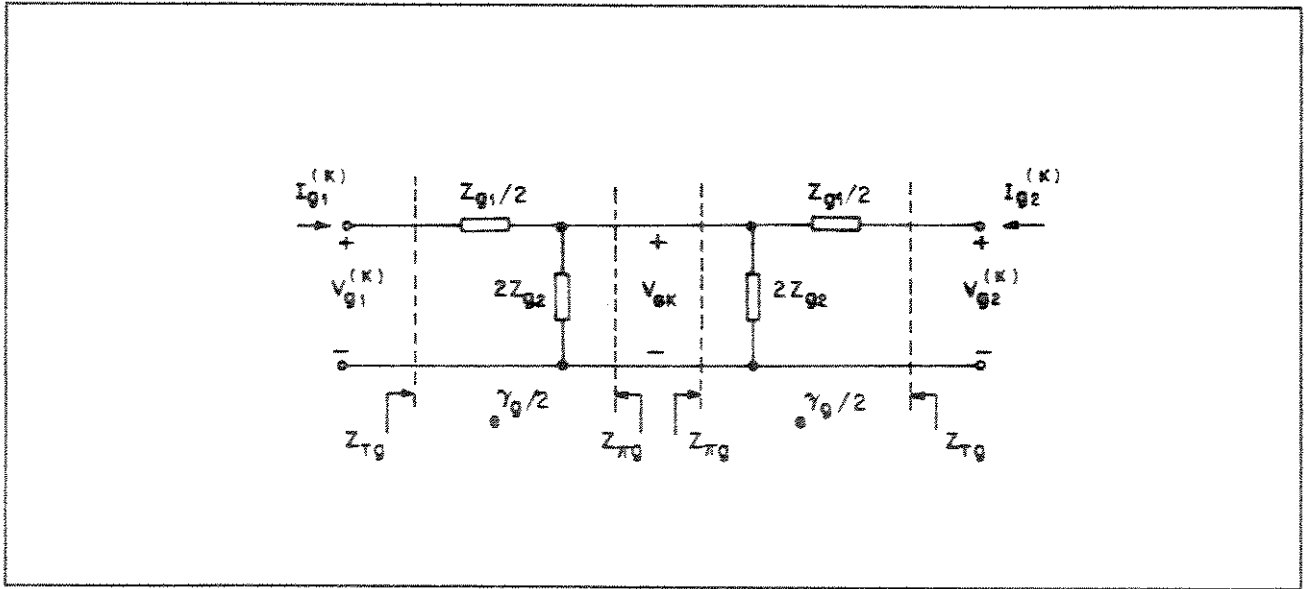 I_{g1}^{(K)}
Z_{g1}/2
Z_{g1}/2
I_{g2}^{(K)}
+
+
+
V_{g1}^{(K)}
2Z_{g2}
V_{gK}
2Z_{g2}
V_{g2}^{(K)}
−
−
−
e^{γ_g/2}
e^{γ_g/2}
Z_{Tg}
Z_{πg}
Z_{πg}
Z_{Tg}